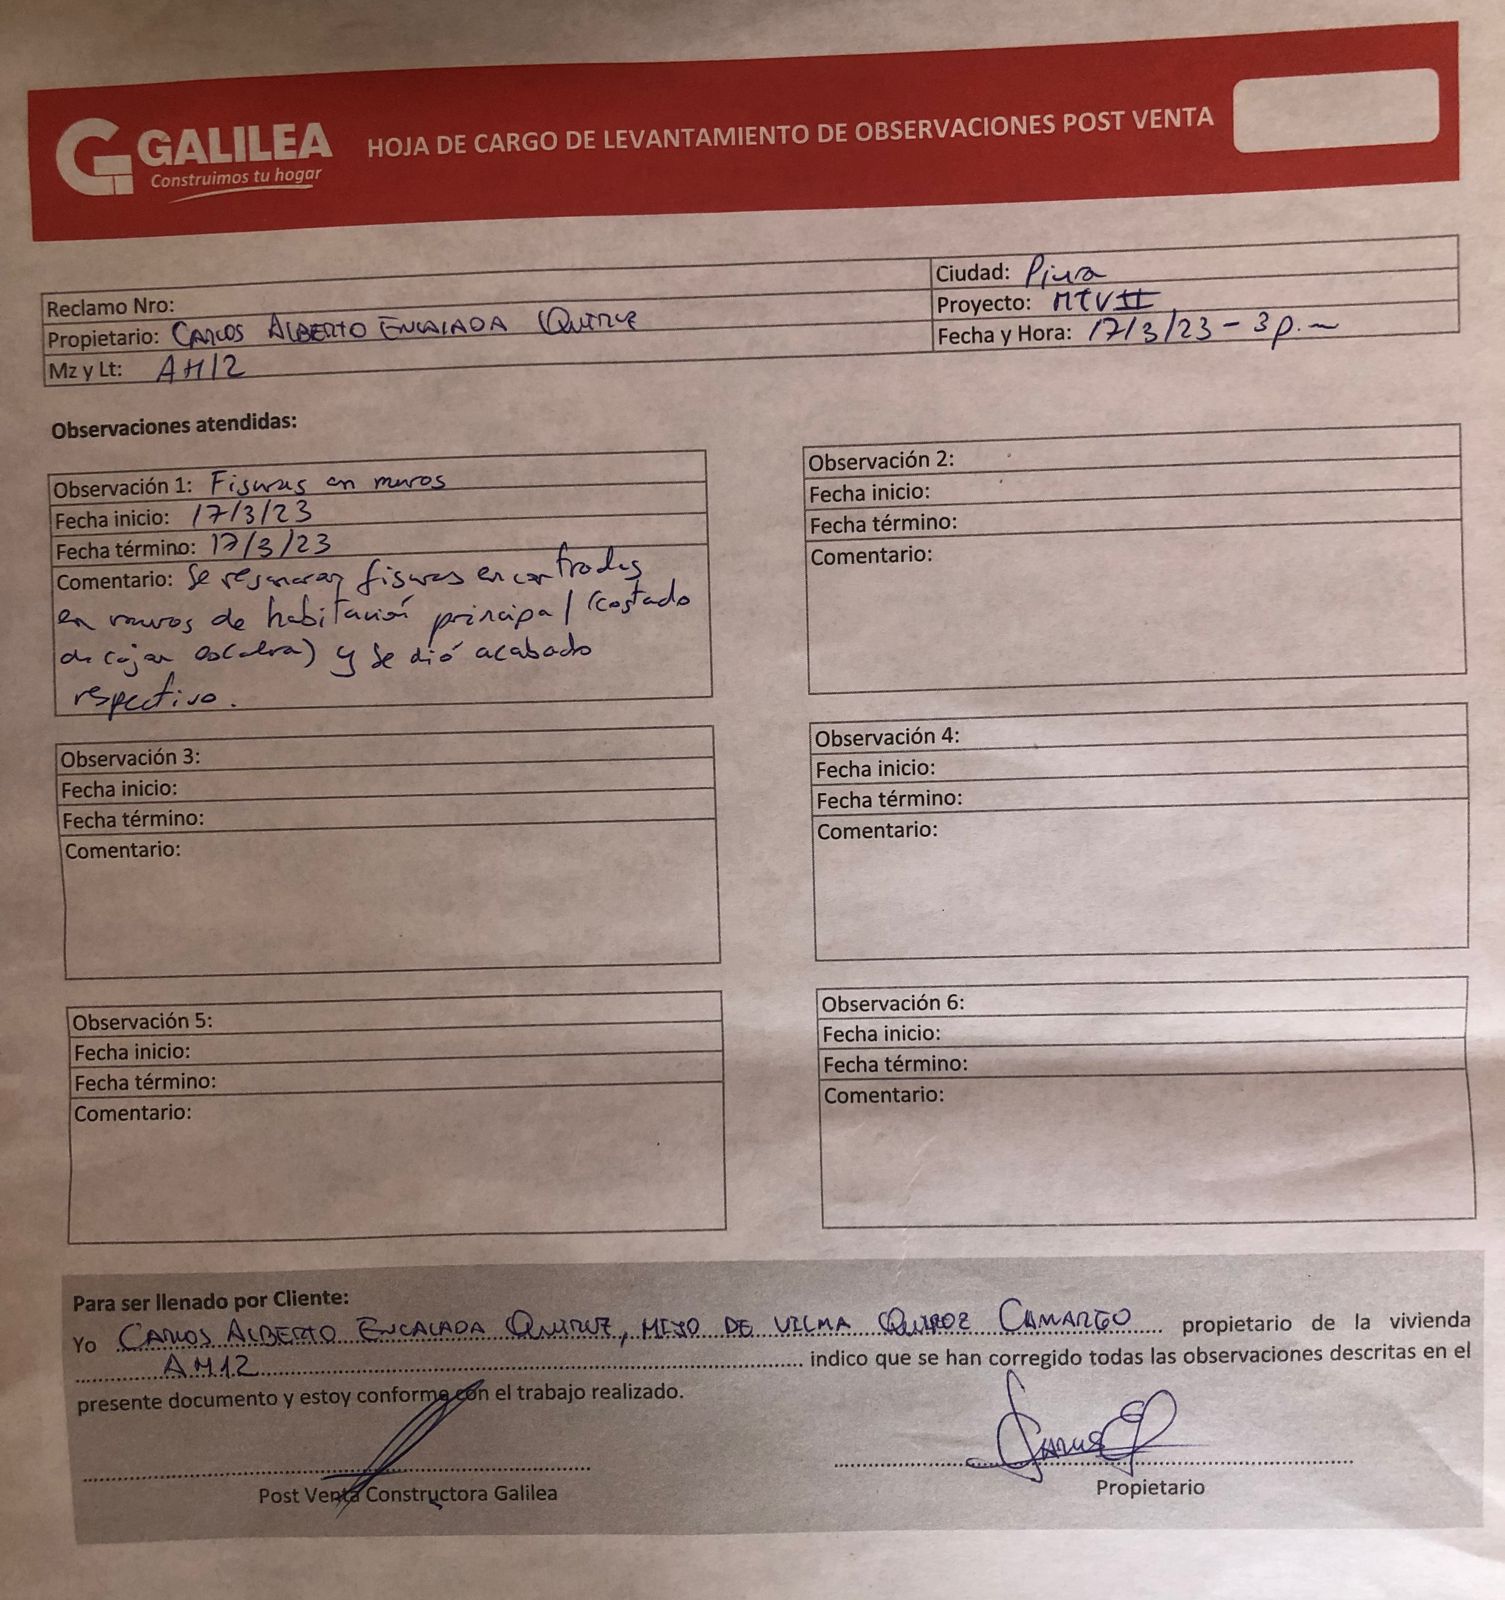 GALILEA
Construimos tu hogar
HOJA DE CARGO DE LEVANTAMIENTO DE OBSERVACIONES POST VENTA
Reclamo Nro:
Propietario: CARLOS ALBERTO ENCALADA QUIROZ
Mz y Lt: AH12
Ciudad: Piura
Proyecto: MTVII
Fecha y Hora: 17/3/23 - 3 p.m
Observaciones atendidas:
Observación 1: Fisuras en muros
Fecha inicio: 17/3/23
Fecha término: 17/3/23
Comentario: Se resanaron fisuras encontradas
en muros de habitación principal (costado
de cajan escalera) y se dió acabado
respectivo.
Observación 2:
Fecha inicio:
Fecha término:
Comentario:
Observación 3:
Fecha inicio:
Fecha término:
Comentario:
Observación 4:
Fecha inicio:
Fecha término:
Comentario:
Observación 5:
Fecha inicio:
Fecha término:
Comentario:
Observación 6:
Fecha inicio:
Fecha término:
Comentario:
Para ser llenado por Cliente:
Yo CARLOS ALBERTO ENCALADA QUIROZ, HIJO DE VILMA QUIROZ CAMARGO propietario de la vivienda
AH12 indico que se han corregido todas las observaciones descritas en el
presente documento y estoy conforme con el trabajo realizado.
Post Venta Constructora Galilea
Propietario